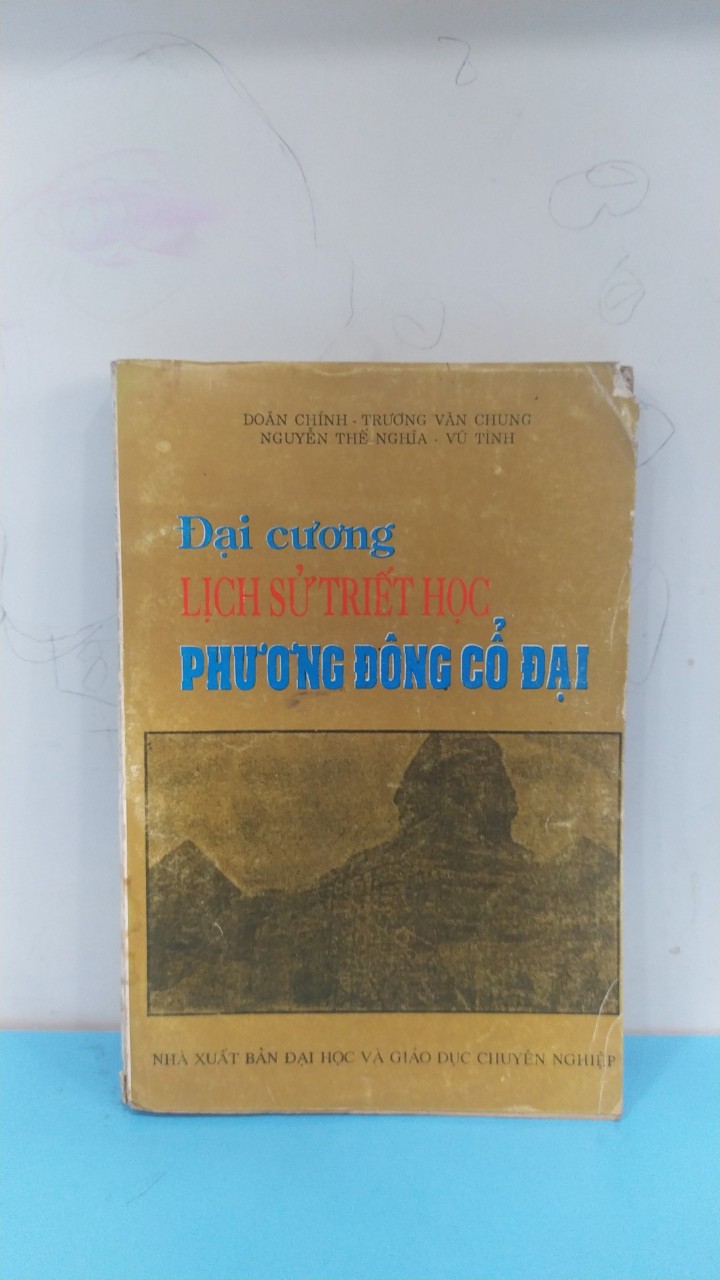 DOÃN CHÍNH - TRƯƠNG VĂN CHUNG
NGUYỄN THẾ NGHĨA - VŨ TÌNH
Đại cương
LỊCH SỬ TRIẾT HỌC
PHƯƠNG ĐÔNG CỔ ĐẠI
NHÀ XUẤT BẢN ĐẠI HỌC VÀ GIÁO DỤC CHUYÊN NGHIỆP